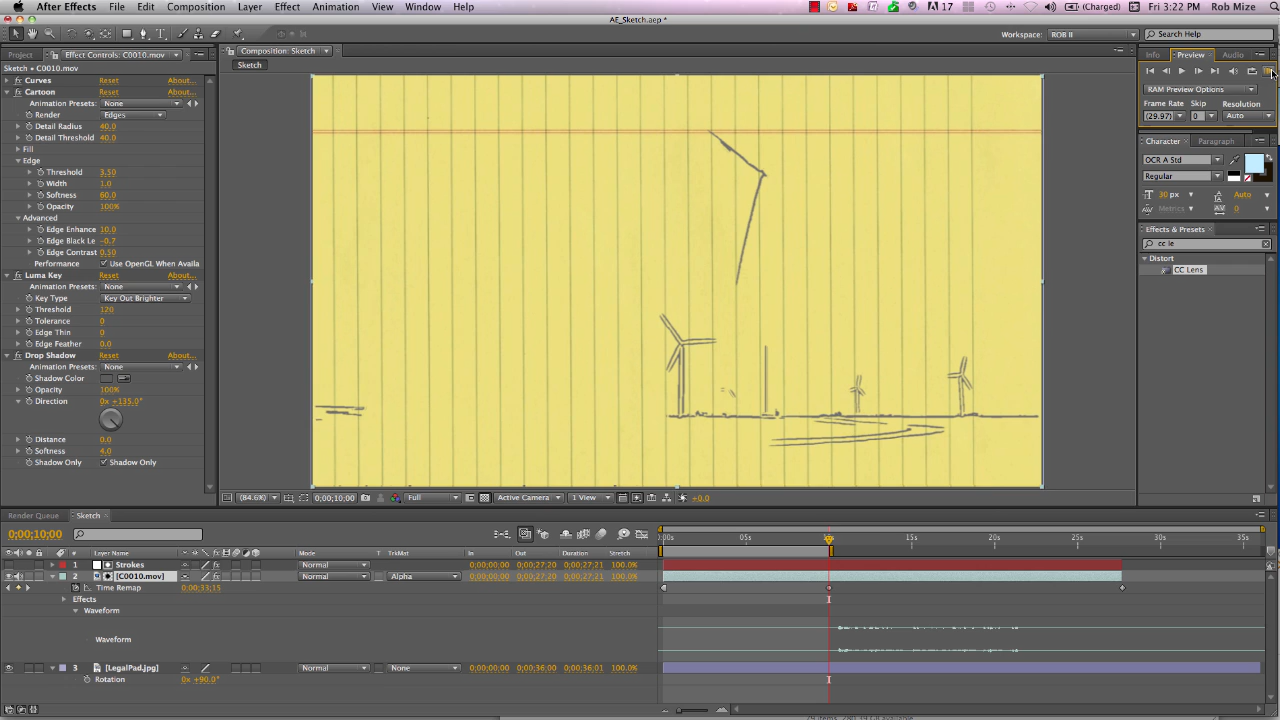 After Effects File Edit Composition Layer Effect Animation View Window Help 17 (Charged) Fri 3:22 PM Rob Mize
AE_Sketch.aep *
Workspace: ROB II Search Help
Project Effect Controls: C0010.mov
Sketch • C0010.mov
Curves Reset About...
Cartoon Reset About...
Animation Presets: None
Render Edges
Detail Radius 40.0
Detail Threshold 40.0
Fill
Edge
Threshold 3.50
Width 1.0
Softness 60.0
Opacity 100%
Advanced
Edge Enhance 10.0
Edge Black Le -0.7
Edge Contrast 0.50
Performance Use OpenGL When Availa
Luma Key Reset About...
Animation Presets: None
Key Type Key Out Brighter
Threshold 120
Tolerance 0
Edge Thin 0
Edge Feather 0.0
Drop Shadow Reset About...
Animation Presets: None
Shadow Color
Opacity 100%
Direction 0x +135.0°
Distance 0.0
Softness 4.0
Shadow Only Shadow Only
Composition: Sketch
Sketch
(84.6%) 0;00;10;00 Full Active Camera 1 View +0.0
Info Preview Audio
RAM Preview Options
Frame Rate Skip Resolution
(29.97) 0 Auto
Character Paragraph
OCR A Std
Regular
30 px Auto
Metrics 0
Effects & Presets
cc le
Distort
CC Lens
Render Queue Sketch
0;00;10;00
:00s 05s 15s 20s 25s 30s 35s
# Layer Name Mode T TrkMat In Out Duration Stretch
1 Strokes Normal 0;00;00;00 0;00;27;20 0;00;27;21 100.0%
2 [C0010.mov] Normal Alpha 0;00;00;00 0;00;27;20 0;00;27;21 100.0%
Time Remap 0;00;33;15
Effects
Waveform
Waveform
3 [LegalPad.jpg] Normal None 0;00;00;00 0;00;36;00 0;00;36;01 100.0%
Rotation 0x +90.0°